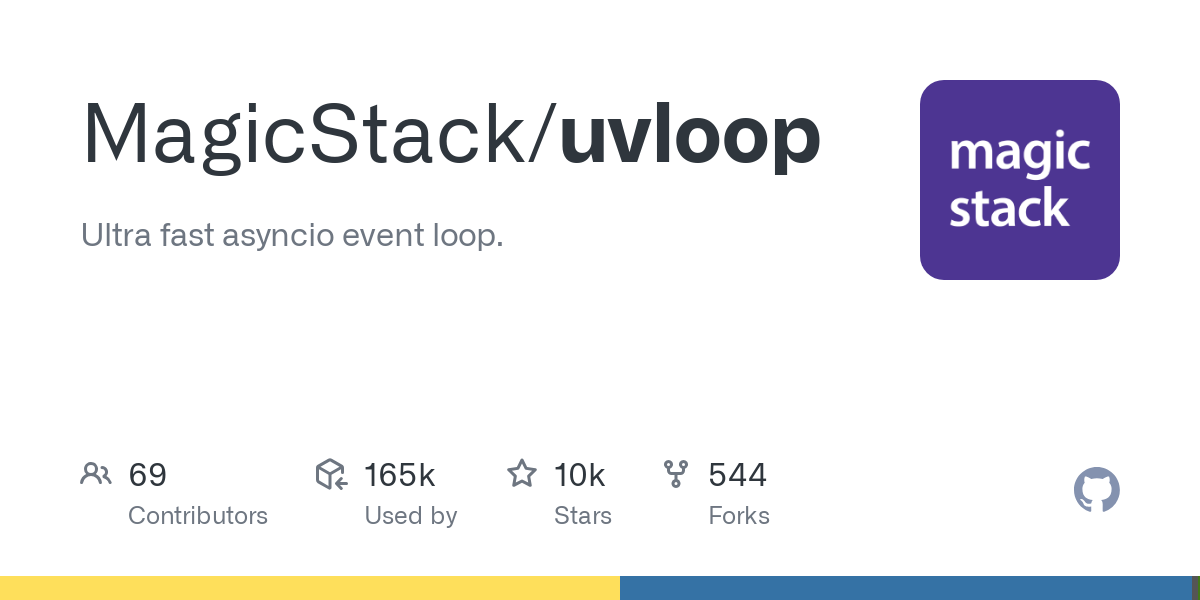 MagicStack/uvloop
magic
stack
Ultra fast asyncio event loop.
69
Contributors
165k
Used by
10k
Stars
544
Forks